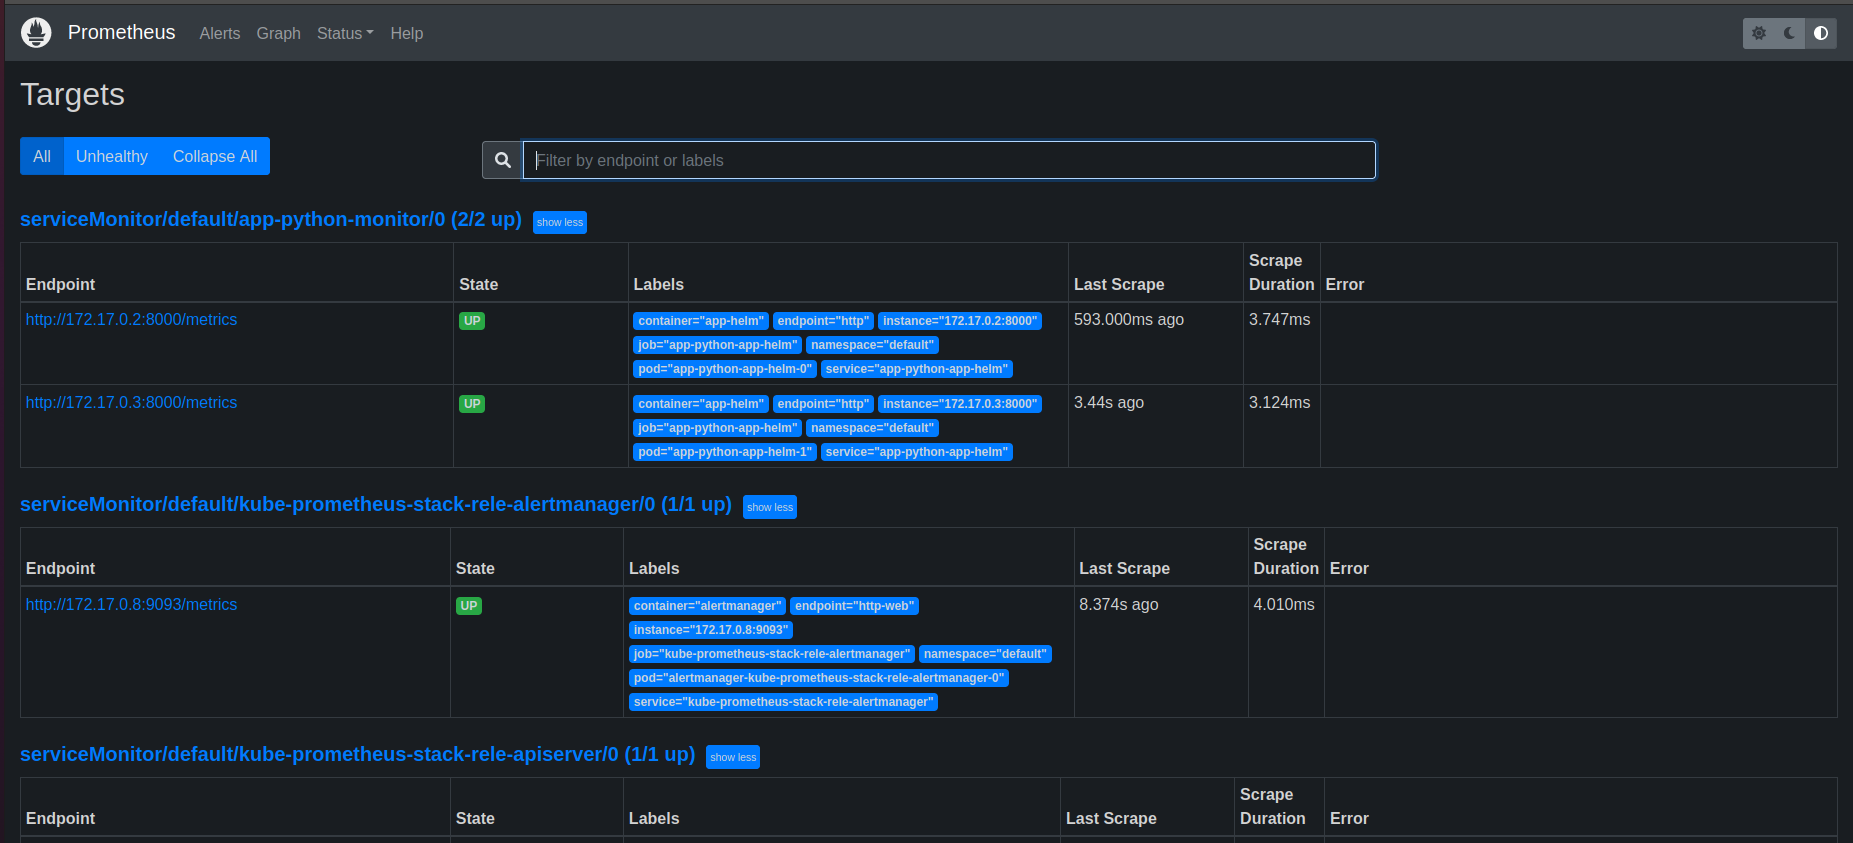 Prometheus Alerts Graph Status Help
Targets
All Unhealthy Collapse All
Filter by endpoint or labels
serviceMonitor/default/app-python-monitor/0 (2/2 up) show less
Endpoint State Labels Last Scrape Scrape Duration Error
http://172.17.0.2:8000/metrics UP container="app-helm" endpoint="http" instance="172.17.0.2:8000" 593.000ms ago 3.747ms
job="app-python-app-helm" namespace="default"
pod="app-python-app-helm-0" service="app-python-app-helm"
http://172.17.0.3:8000/metrics UP container="app-helm" endpoint="http" instance="172.17.0.3:8000" 3.44s ago 3.124ms
job="app-python-app-helm" namespace="default"
pod="app-python-app-helm-1" service="app-python-app-helm"
serviceMonitor/default/kube-prometheus-stack-rele-alertmanager/0 (1/1 up) show less
Endpoint State Labels Last Scrape Scrape Duration Error
http://172.17.0.8:9093/metrics UP container="alertmanager" endpoint="http-web" 8.374s ago 4.010ms
instance="172.17.0.8:9093"
job="kube-prometheus-stack-rele-alertmanager" namespace="default"
pod="alertmanager-kube-prometheus-stack-rele-alertmanager-0"
service="kube-prometheus-stack-rele-alertmanager"
serviceMonitor/default/kube-prometheus-stack-rele-apiserver/0 (1/1 up) show less
Endpoint State Labels Last Scrape Scrape Duration Error